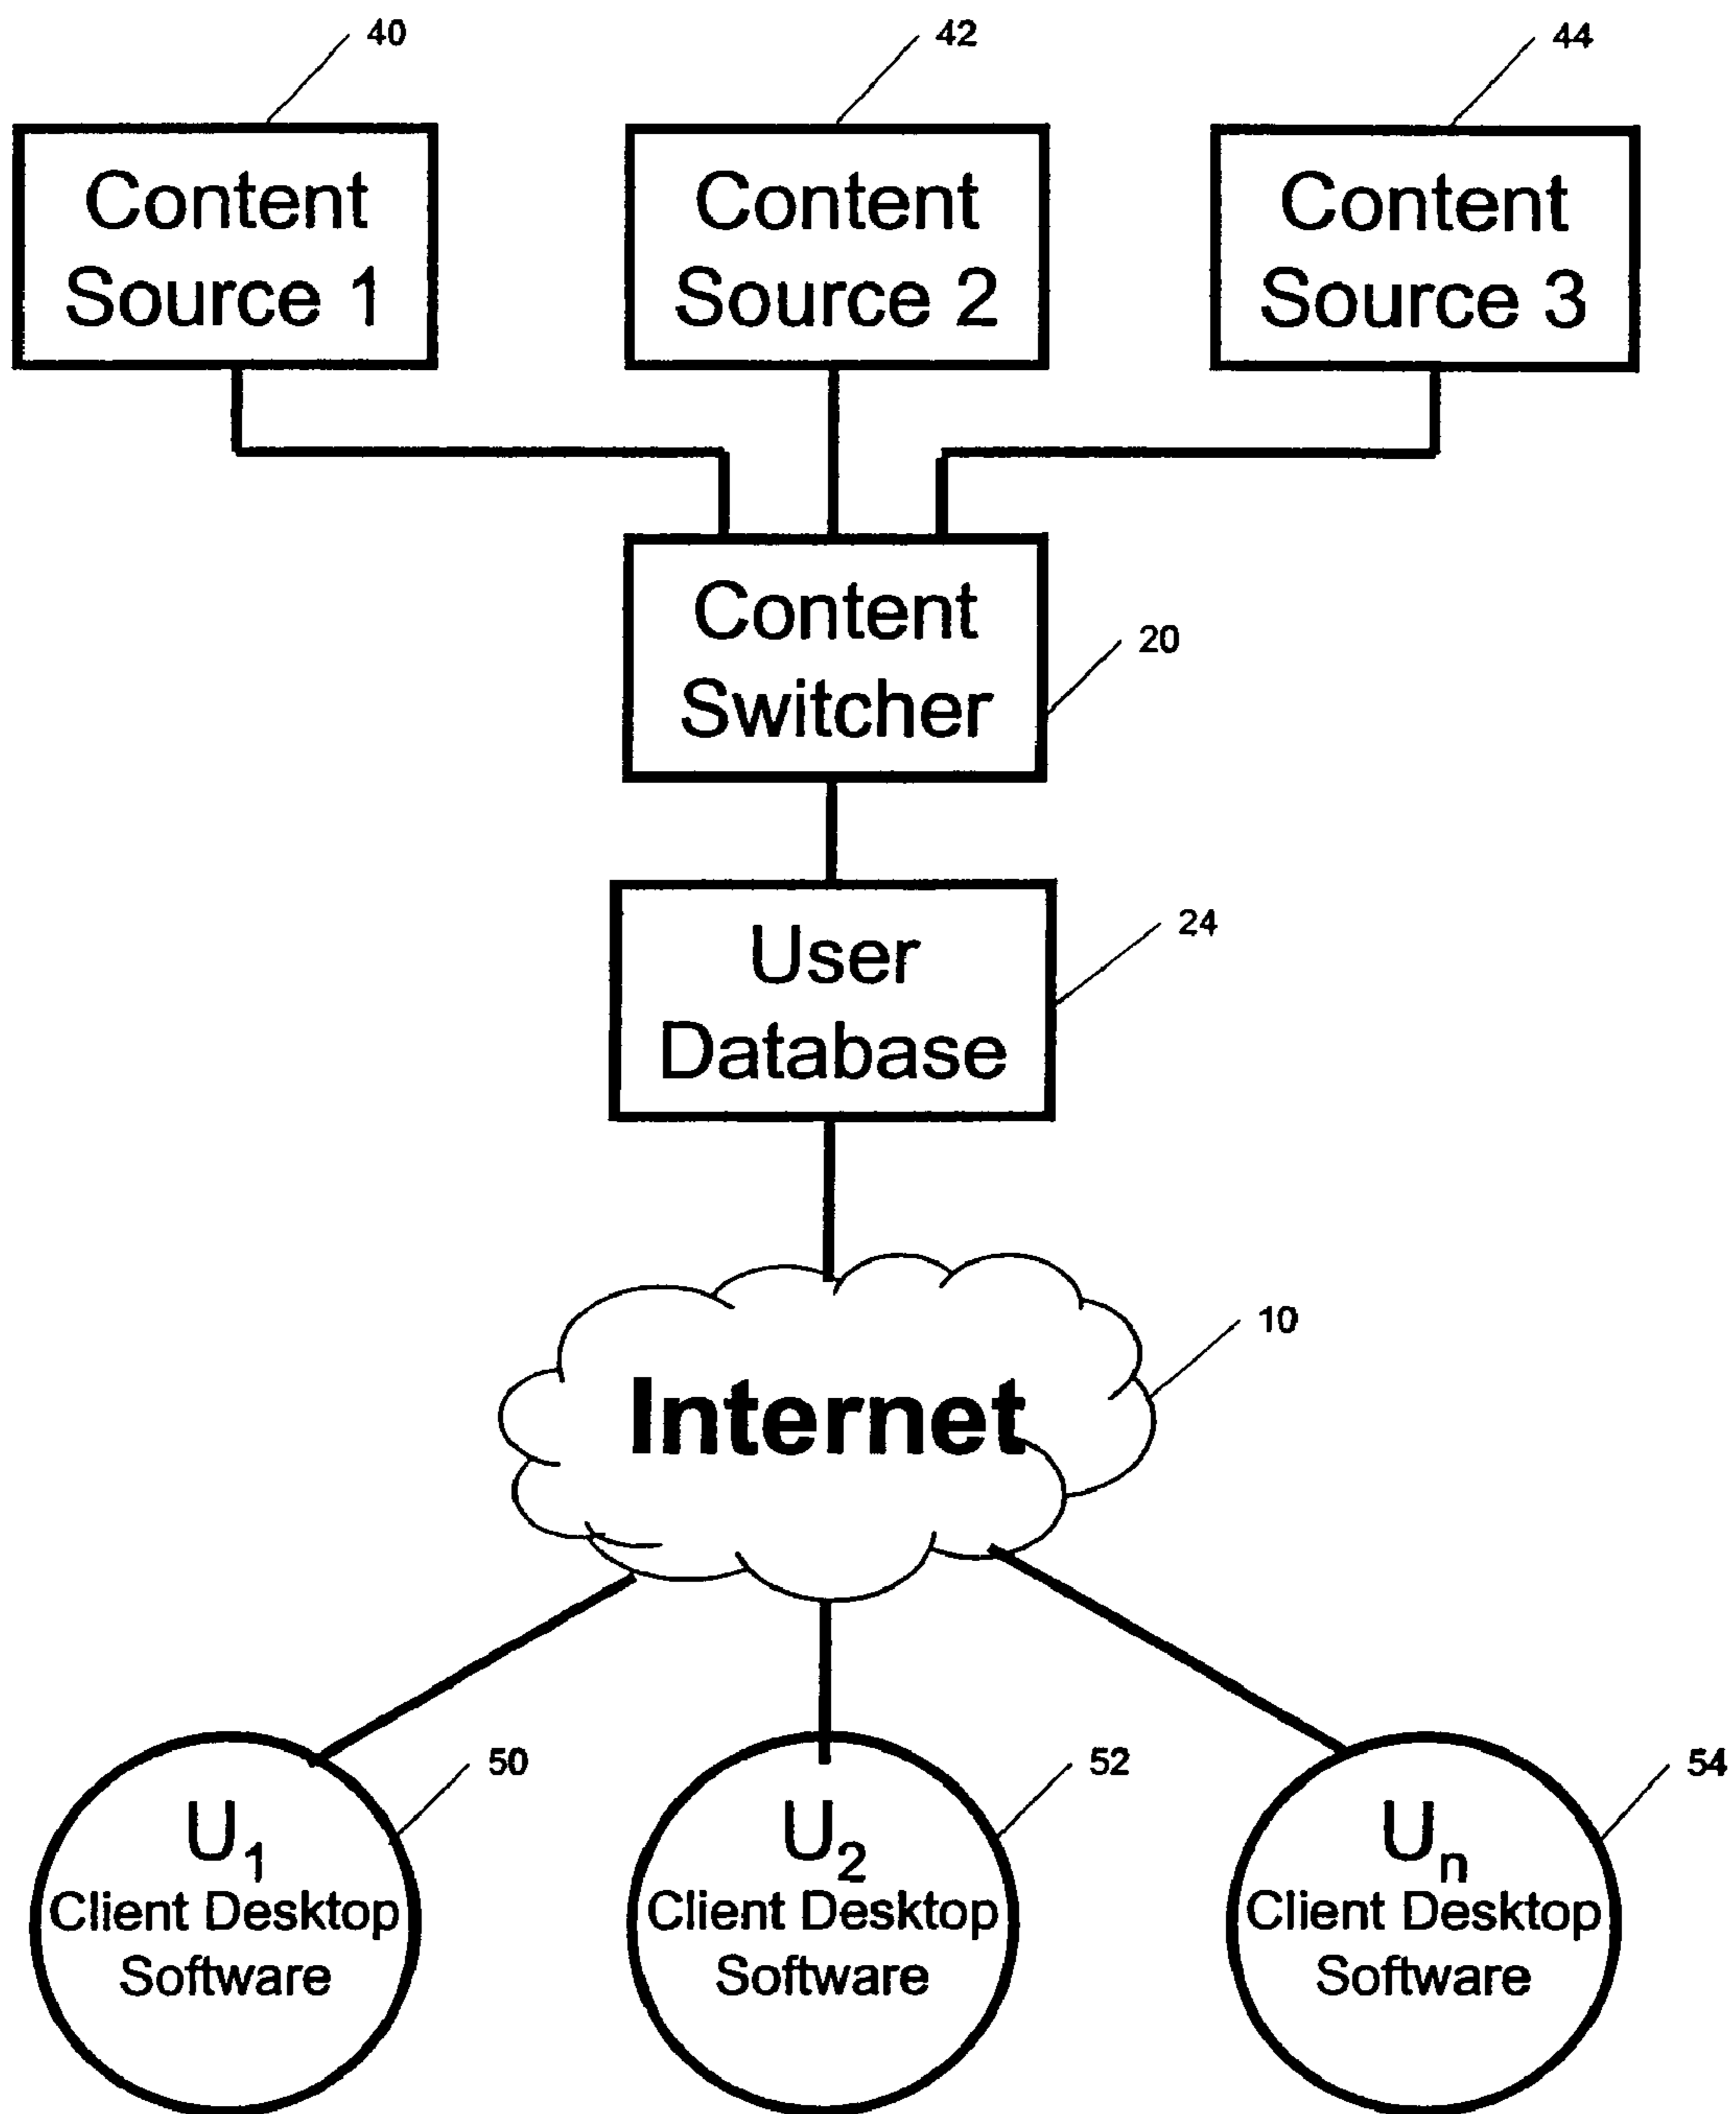 40
42
44
Content
Source 1
Content
Source 2
Content
Source 3
Content
Switcher
20
User
Database
24
10
Internet
50
52
54
U1
Client Desktop
Software
U2
Client Desktop
Software
Un
Client Desktop
Software